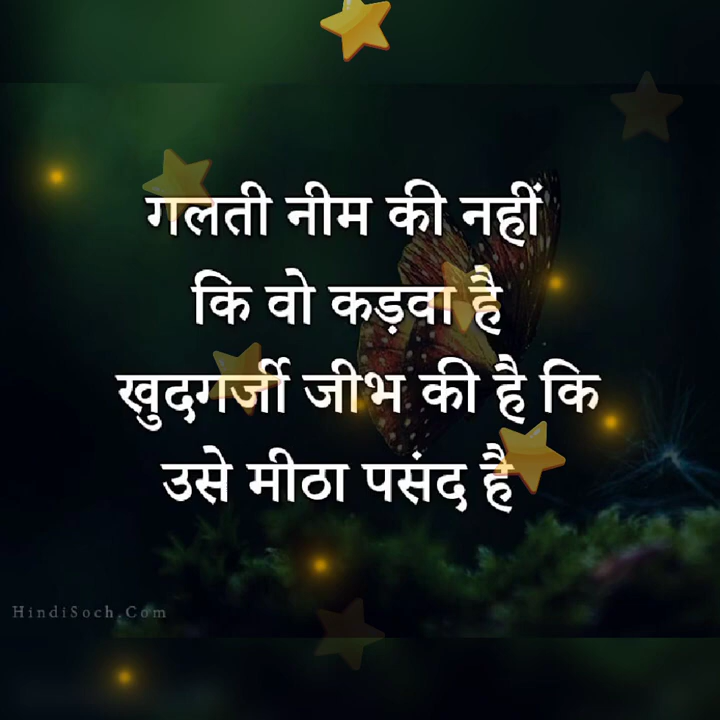 गलती नीम की नहीं
कि वो कड़वा है
खुदगर्जी जीभ की है कि
उसे मीठा पसंद है
HindiSoch.Com